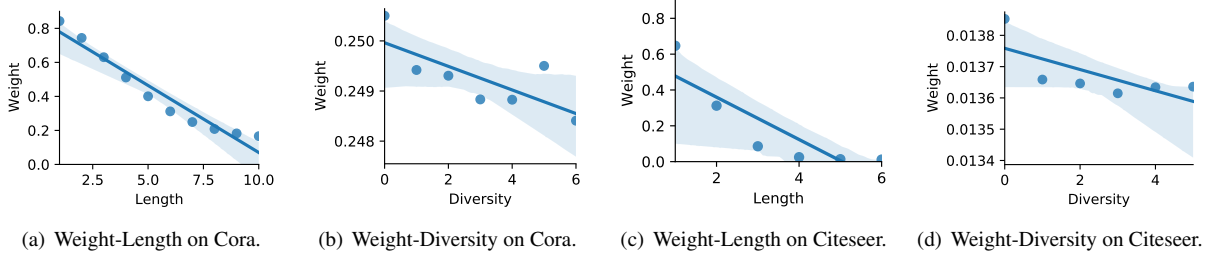 0.8
0.6
0.4
0.2
0.0
2.5 5.0 7.5 10.0
Weight
Length
0.250
0.249
0.248
0 2 4 6
Weight
Diversity
0.8
0.6
0.4
0.2
0.0
2 4 6
Weight
Length
0.0138
0.0137
0.0136
0.0135
0.0134
0 2 4
Weight
Diversity
(a) Weight-Length on Cora.
(b) Weight-Diversity on Cora.
(c) Weight-Length on Citeseer.
(d) Weight-Diversity on Citeseer.